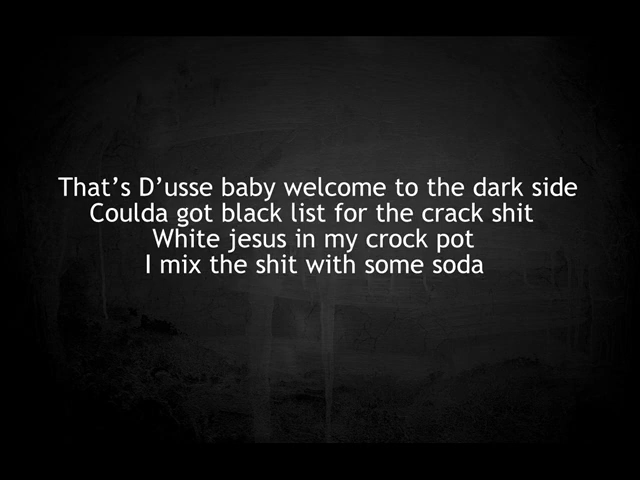 That's D'usse baby welcome to the dark side
Coulda got black list for the crack shit
White jesus in my crock pot
I mix the shit with some soda